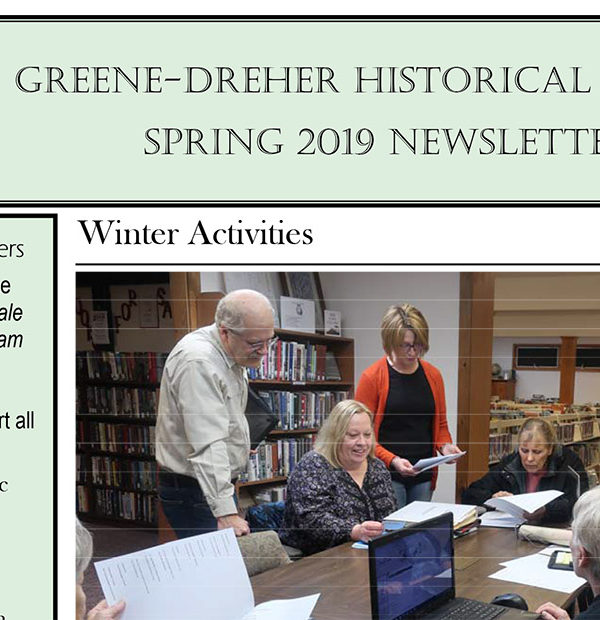 GREENE-DREHER HISTORICAL
SPRING 2019 NEWSLETTE
Winter Activities
ers
e
ale
am
rt all
c